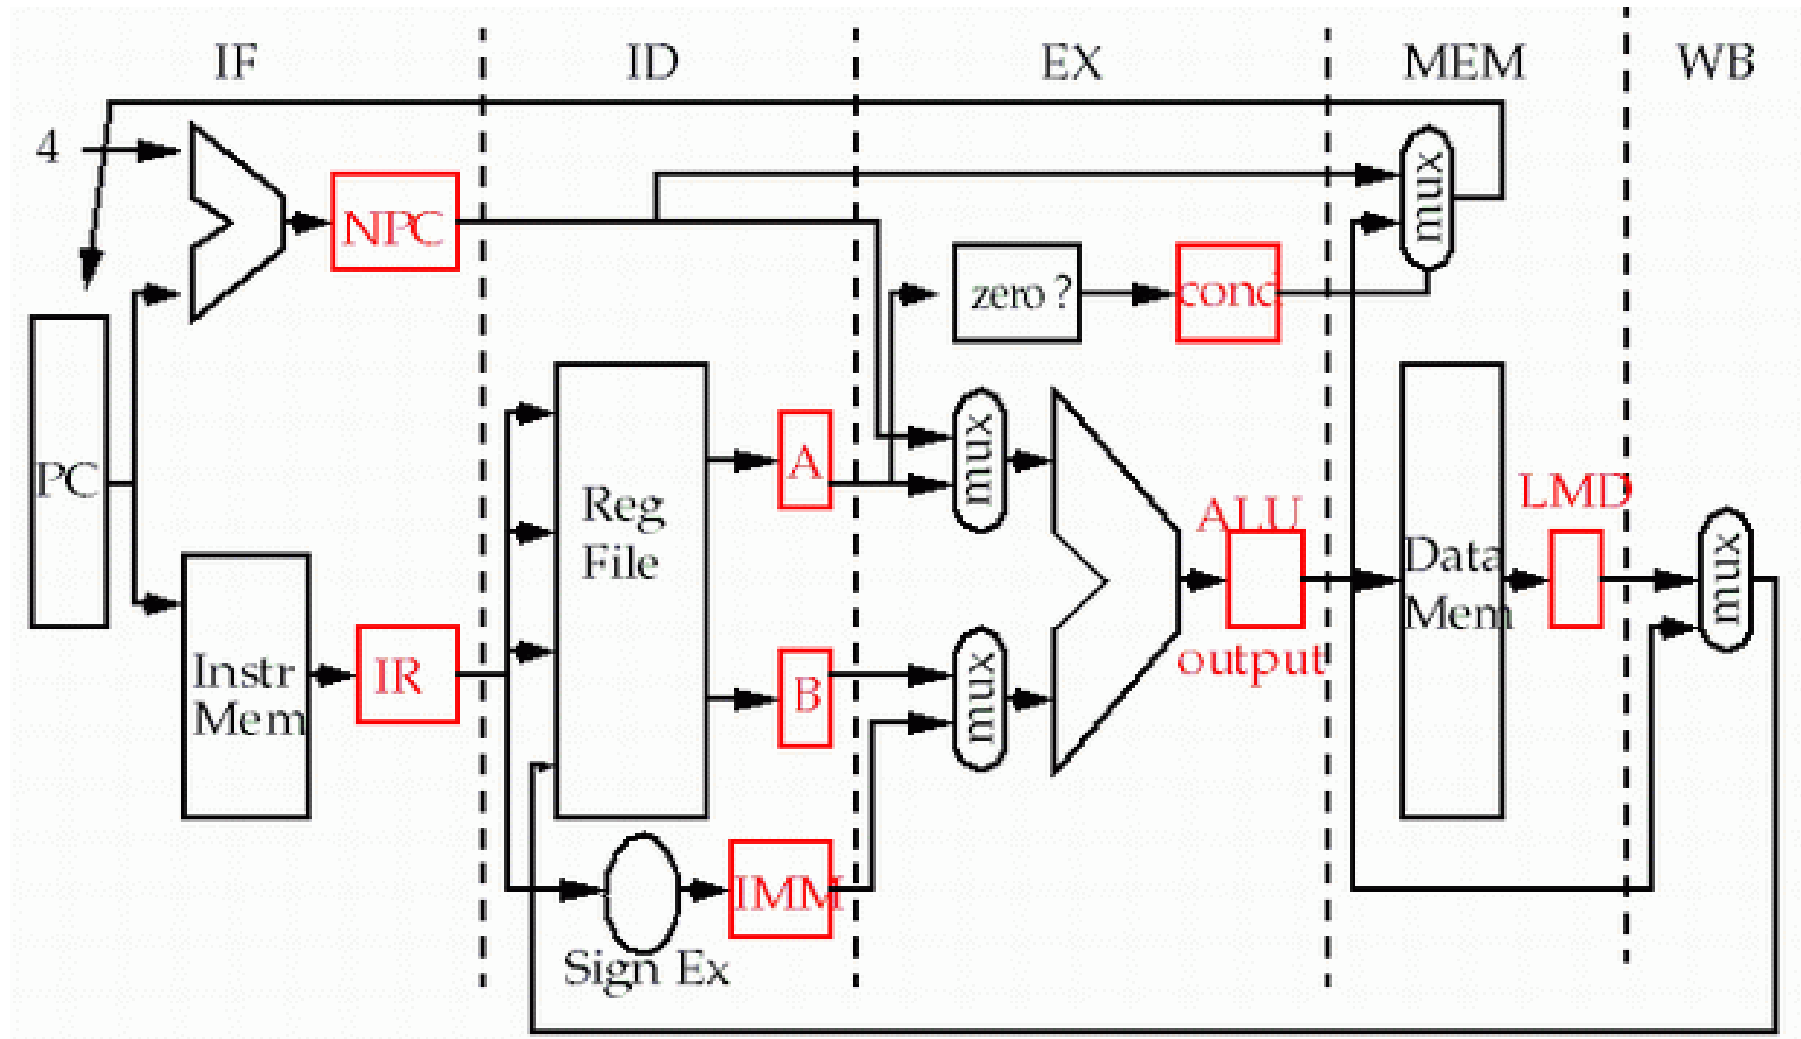 IF
ID
EX
MEM
WB
4
NPC
mux
zero ?
cond
PC
A
mux
Reg
File
ALU
LMD
Data
Mem
mux
Instr
Mem
IR
B
mux
output
IMM
Sign Ex